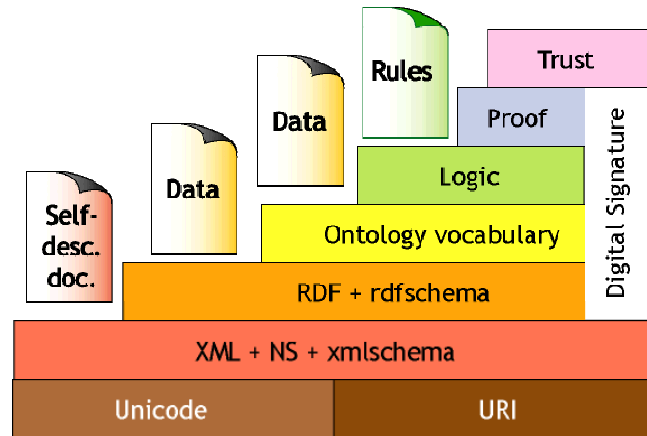 Trust
Rules
Proof
Data
Logic
Digital Signature
Data
Self-
desc.
doc.
Ontology vocabulary
RDF + rdfschema
XML + NS + xmlschema
Unicode
URI